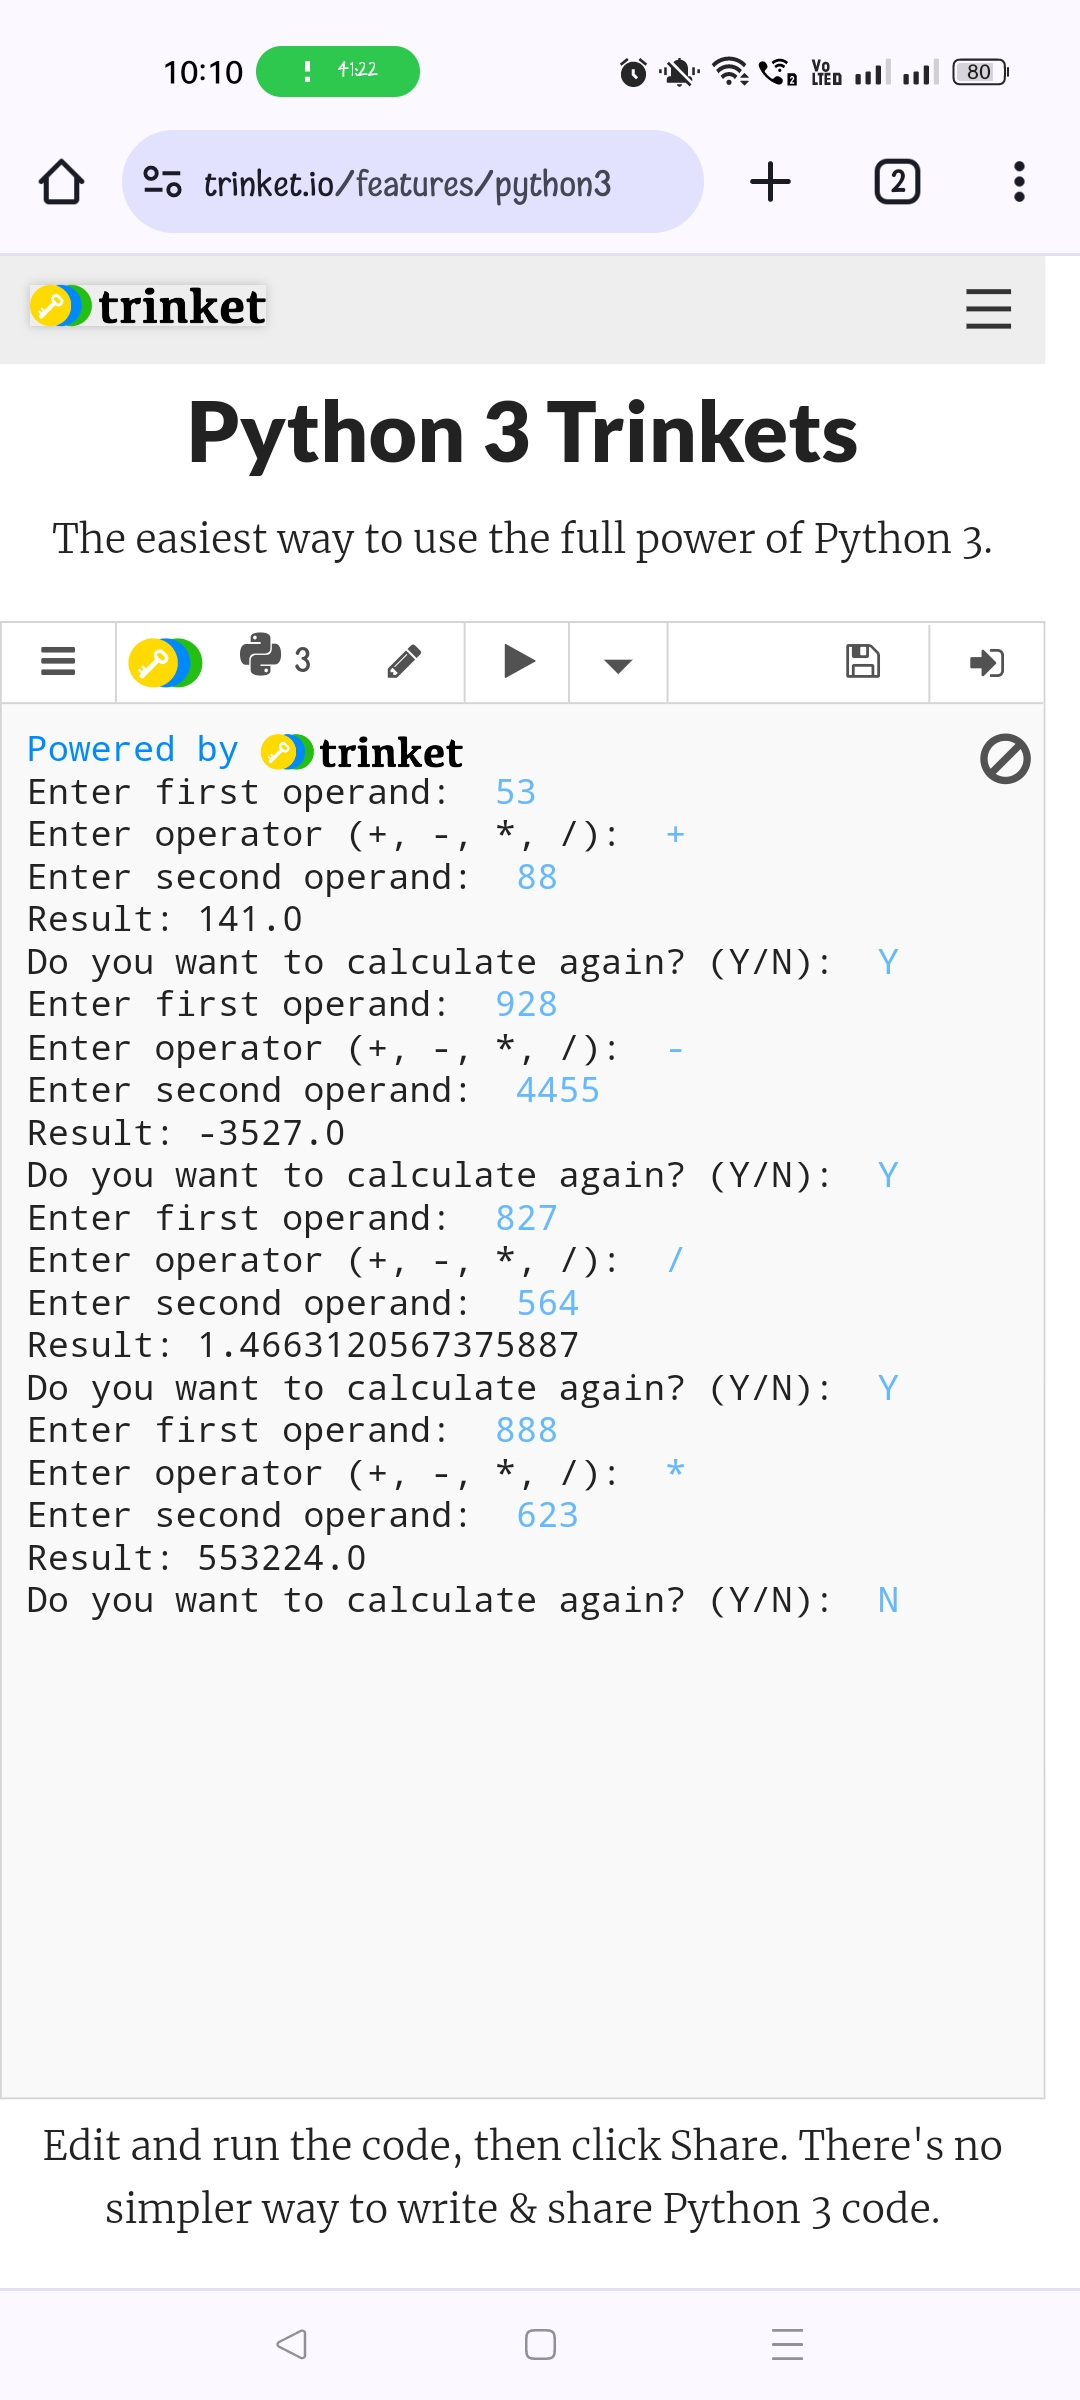 10:10 41:22 Vo LTED 80
trinket.io/features/python3 2
trinket
Python 3 Trinkets
The easiest way to use the full power of Python 3.
3
Powered by trinket
Enter first operand: 53
Enter operator (+, -, *, /): +
Enter second operand: 88
Result: 141.0
Do you want to calculate again? (Y/N): Y
Enter first operand: 928
Enter operator (+, -, *, /): -
Enter second operand: 4455
Result: -3527.0
Do you want to calculate again? (Y/N): Y
Enter first operand: 827
Enter operator (+, -, *, /): /
Enter second operand: 564
Result: 1.4663120567375887
Do you want to calculate again? (Y/N): Y
Enter first operand: 888
Enter operator (+, -, *, /): *
Enter second operand: 623
Result: 553224.0
Do you want to calculate again? (Y/N): N
Edit and run the code, then click Share. There's no
simpler way to write & share Python 3 code.